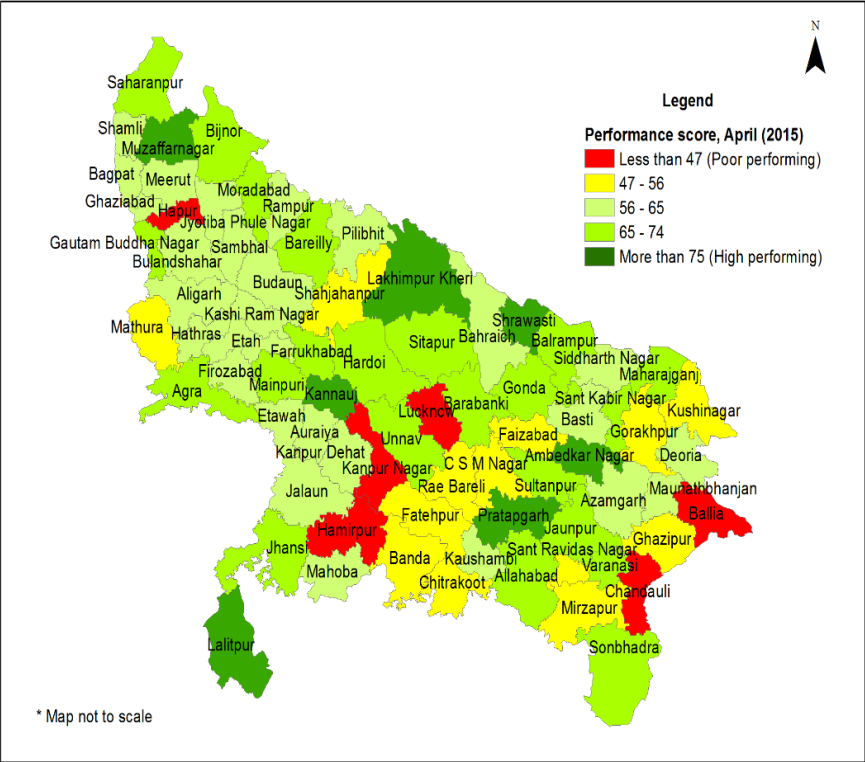 N
Legend
Performance score, April (2015)
Less than 47 (Poor performing)
47 - 56
56 - 65
65 - 74
More than 75 (High performing)
Saharanpur
Shamli
Muzaffarnagar
Bijnor
Bagpat
Meerut
Ghaziabad
Hapur
Moradabad
Rampur
Jyotiba Phule Nagar
Gautam Buddha Nagar
Sambhal
Bareilly
Pilibhit
Bulandshahar
Budaun
Lakhimpur Kheri
Aligarh
Shahjahanpur
Kashi Ram Nagar
Mathura
Hathras
Etah
Shrawasti
Bahraich
Balrampur
Sitapur
Farrukhabad
Hardoi
Siddharth Nagar
Maharajganj
Firozabad
Mainpuri
Agra
Kannauj
Gonda
Sant Kabir Nagar
Kushinagar
Etawah
Lucknow
Barabanki
Basti
Gorakhpur
Auraiya
Unnav
Faizabad
Kanpur Dehat
Ambedkar Nagar
Deoria
Kanpur Nagar
C S M Nagar
Rae Bareli
Sultanpur
Jalaun
Azamgarh
Maunathbhanjan
Fatehpur
Pratapgarh
Ballia
Hamirpur
Jaunpur
Ghazipur
Jhansi
Banda
Kaushambi
Sant Ravidas Nagar
Mahoba
Chitrakoot
Allahabad
Varanasi
Chandauli
Mirzapur
Lalitpur
Sonbhadra
* Map not to scale